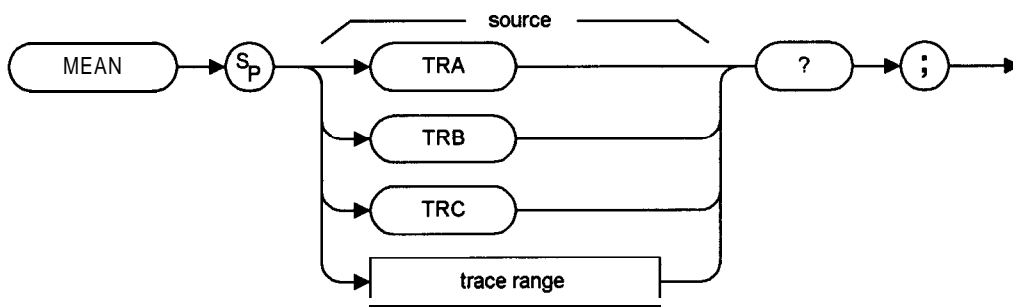 source
MEAN SP TRA ? ;
TRB
TRC
trace range